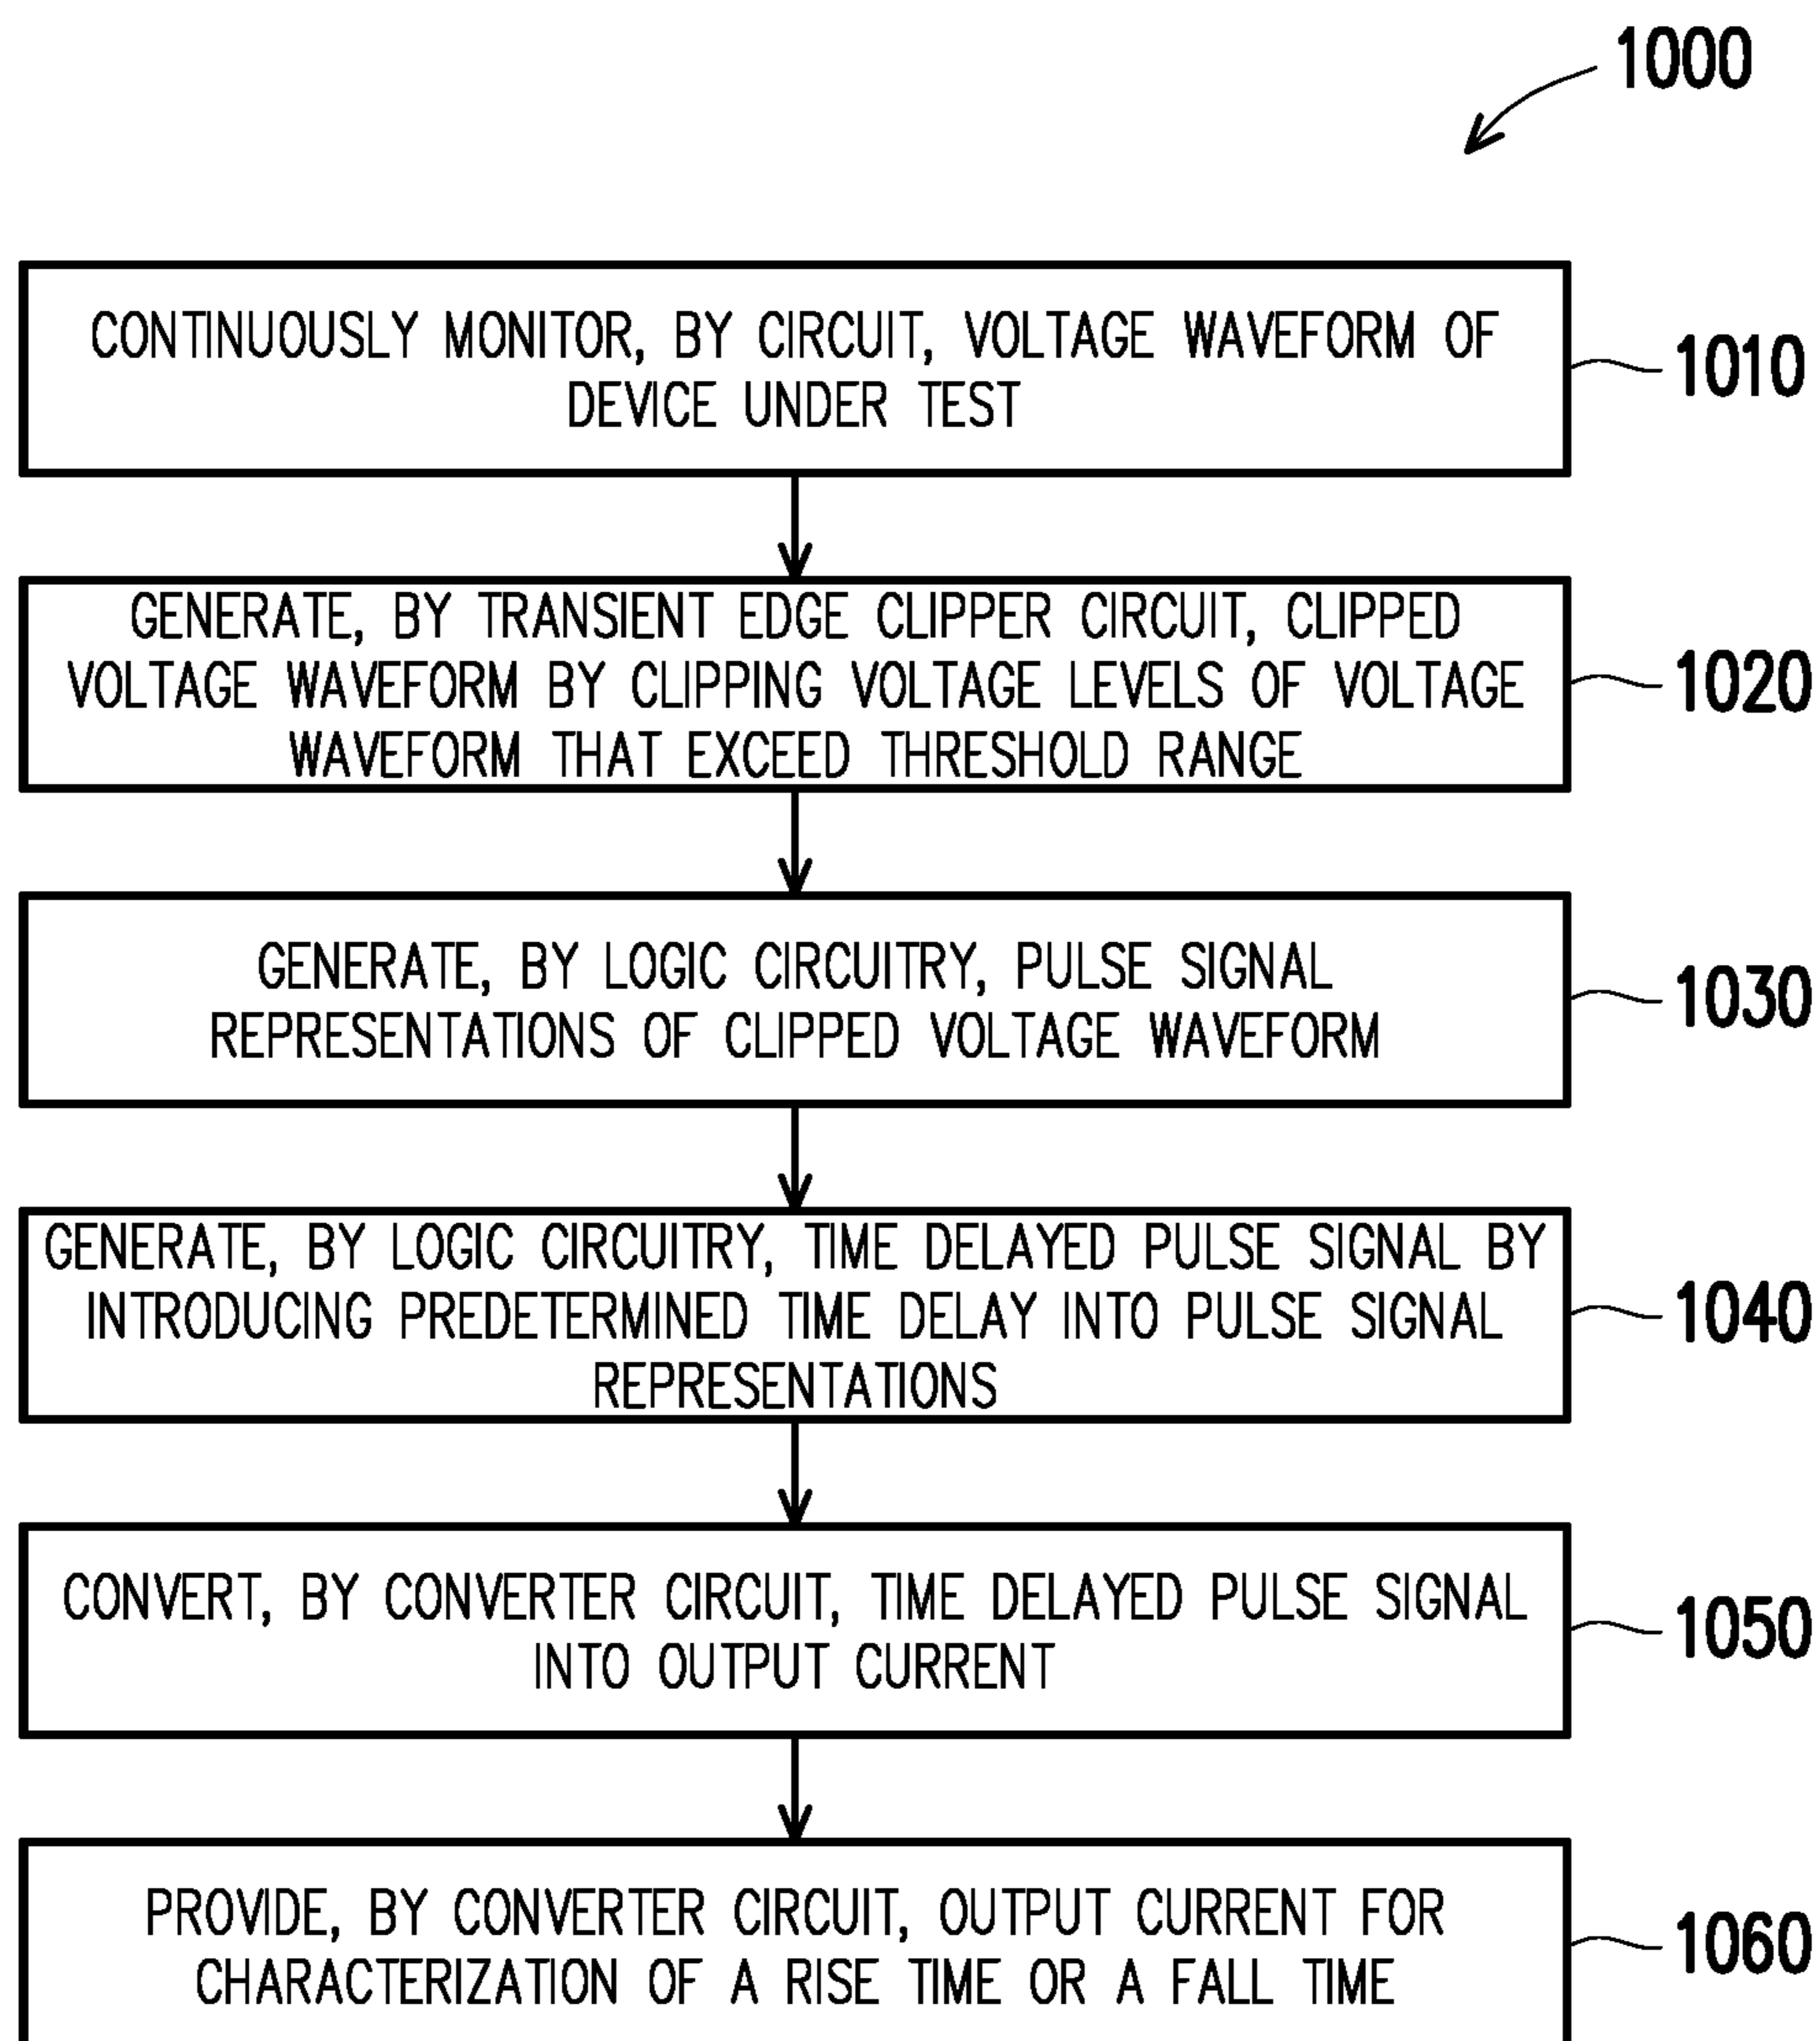 1000
CONTINUOUSLY MONITOR, BY CIRCUIT, VOLTAGE WAVEFORM OF
DEVICE UNDER TEST
1010
GENERATE, BY TRANSIENT EDGE CLIPPER CIRCUIT, CLIPPED
VOLTAGE WAVEFORM BY CLIPPING VOLTAGE LEVELS OF VOLTAGE
WAVEFORM THAT EXCEED THRESHOLD RANGE
1020
GENERATE, BY LOGIC CIRCUITRY, PULSE SIGNAL
REPRESENTATIONS OF CLIPPED VOLTAGE WAVEFORM
1030
GENERATE, BY LOGIC CIRCUITRY, TIME DELAYED PULSE SIGNAL BY
INTRODUCING PREDETERMINED TIME DELAY INTO PULSE SIGNAL
REPRESENTATIONS
1040
CONVERT, BY CONVERTER CIRCUIT, TIME DELAYED PULSE SIGNAL
INTO OUTPUT CURRENT
1050
PROVIDE, BY CONVERTER CIRCUIT, OUTPUT CURRENT FOR
CHARACTERIZATION OF A RISE TIME OR A FALL TIME
1060